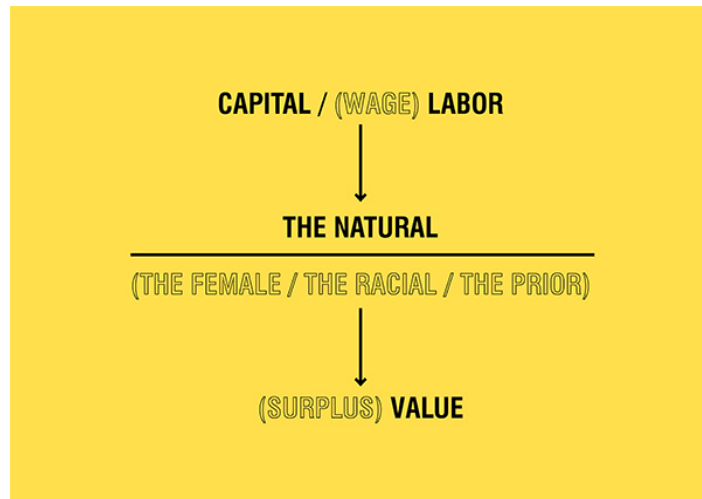 CAPITAL / (WAGE) LABOR
THE NATURAL
(THE FEMALE / THE RACIAL / THE PRIOR)
(SURPLUS) VALUE